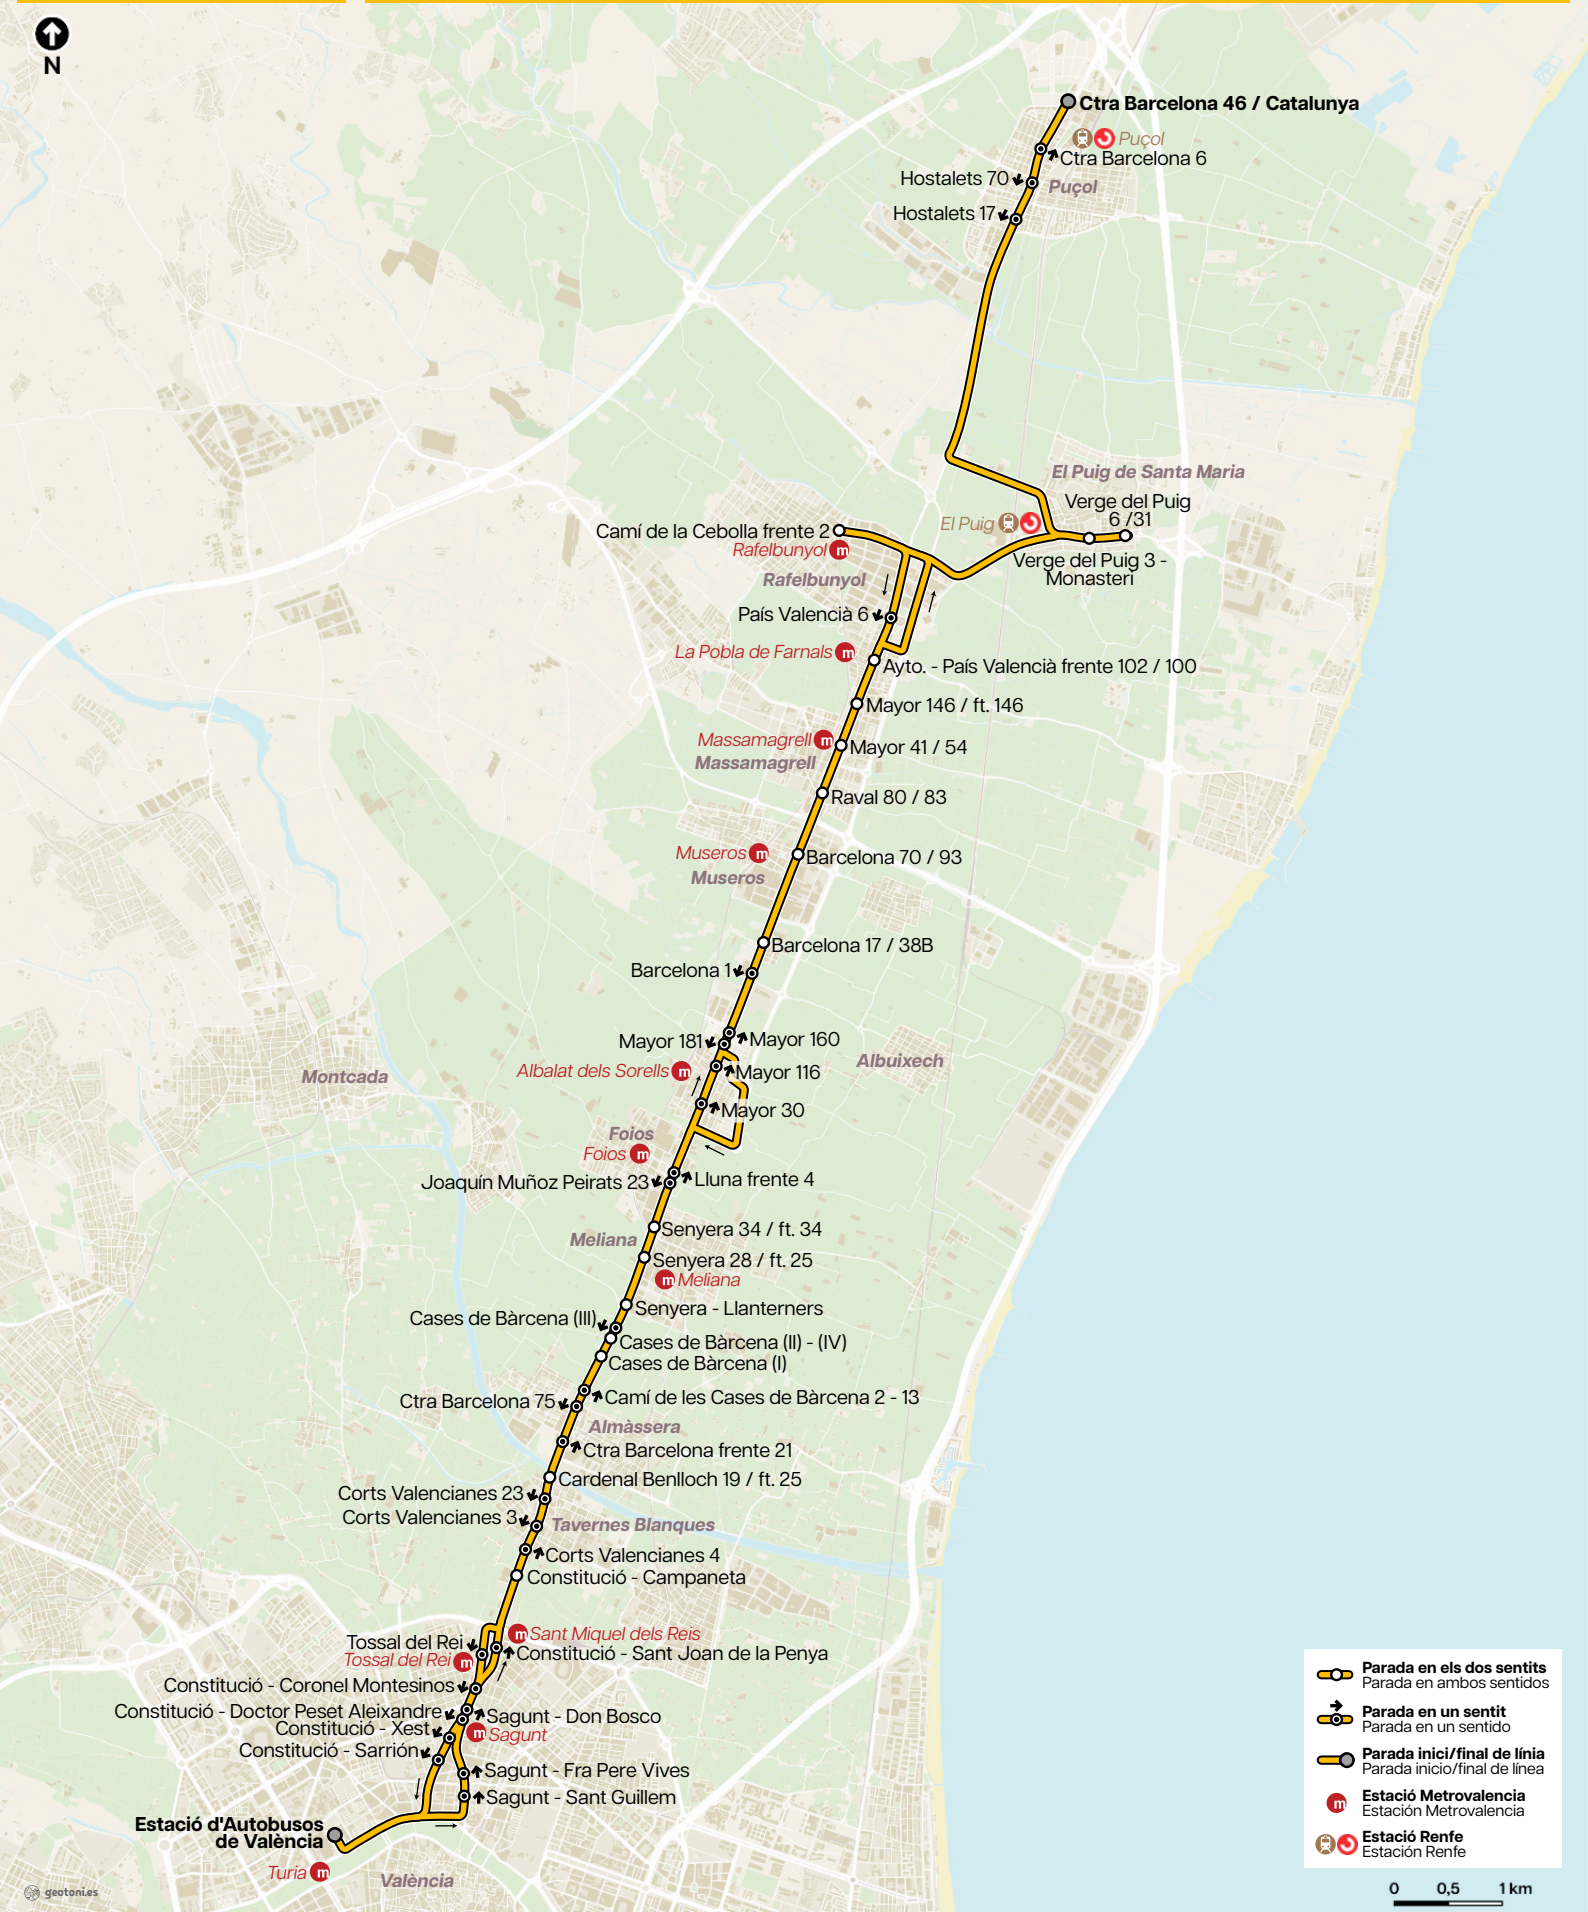 N
Ctra Barcelona 46 / Catalunya
Puçol
Ctra Barcelona 6
Hostalets 70
Puçol
Hostalets 17
El Puig de Santa Maria
Verge del Puig
6 /31
El Puig
Camí de la Cebolla frente 2
Rafelbunyol
Verge del Puig 3 -
Monasteri
Rafelbunyol
País Valencià 6
La Pobla de Farnals
m
Ayto. - País Valencià frente 102 / 100
Mayor 146 / ft. 146
Massamagrell
m
Mayor 41 / 54
Massamagrell
Raval 80 / 83
Museros
m
Barcelona 70 / 93
Museros
Barcelona 17 / 38B
Barcelona 1
Mayor 181
Mayor 160
Albuixech
Albalat dels Sorells
m
Mayor 116
Montcada
Mayor 30
Foios
Foios
m
Joaquín Muñoz Peirats 23
Lluna frente 4
Senyera 34 / ft. 34
Meliana
Senyera 28 / ft. 25
m
Meliana
Senyera - Llanterners
Cases de Bàrcena (III)
Cases de Bàrcena (II) - (IV)
Cases de Bàrcena (I)
Camí de les Cases de Bàrcena 2 - 13
Ctra Barcelona 75
Almàssera
Ctra Barcelona frente 21
Cardenal Benlloch 19 / ft. 25
Corts Valencianes 23
Corts Valencianes 3
Tavernes Blanques
Corts Valencianes 4
Constitució - Campaneta
m
Sant Miquel dels Reis
Tossal del Rei
Constitució - Sant Joan de la Penya
Tossal del Rei
m
Constitució - Coronel Montesinos
Constitució - Doctor Peset Aleixandre
Sagunt - Don Bosco
Constitució - Xest
m
Sagunt
Constitució - Sarrión
Sagunt - Fra Pere Vives
Sagunt - Sant Guillem
Estació d'Autobusos
de València
Turia
m
València
geotoni.es
Parada en els dos sentits
Parada en ambos sentidos
Parada en un sentit
Parada en un sentido
Parada inici/final de línia
Parada inicio/final de línea
m
Estació Metrovalencia
Estación Metrovalencia
Estació Renfe
Estación Renfe
0 0,5 1 km